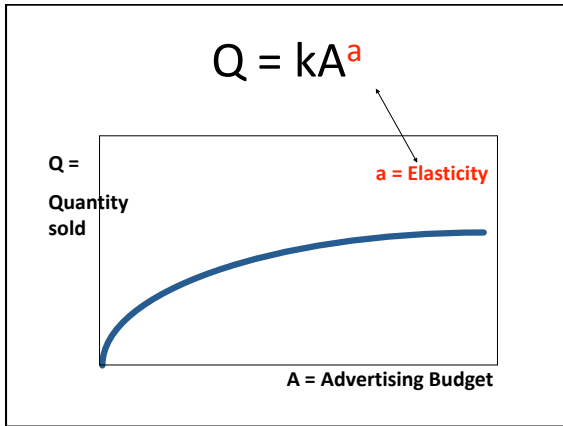 Q = kAa
Q =
a = Elasticity
Quantity
sold
A = Advertising Budget